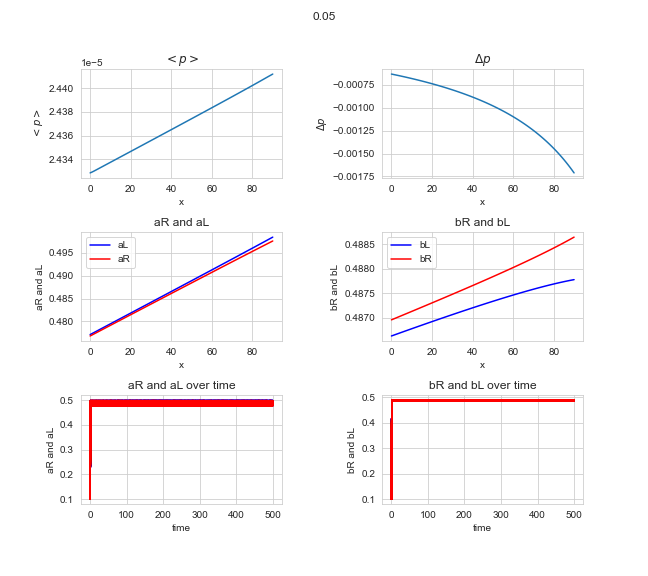 0.05
< p >
1e−5
2.440
2.438
2.436
2.434
< p >
0 20 40 60 80
x
Δp
−0.00075
−0.00100
−0.00125
−0.00150
−0.00175
Δp
0 20 40 60 80
x
aR and aL
0.495
0.490
0.485
0.480
aR and aL
aL
aR
0 20 40 60 80
x
bR and bL
0.4885
0.4880
0.4875
0.4870
bR and bL
bL
bR
0 20 40 60 80
x
aR and aL over time
0.5
0.4
0.3
0.2
0.1
aR and aL
0 100 200 300 400 500
time
bR and bL over time
0.5
0.4
0.3
0.2
0.1
bR and bL
0 100 200 300 400 500
time